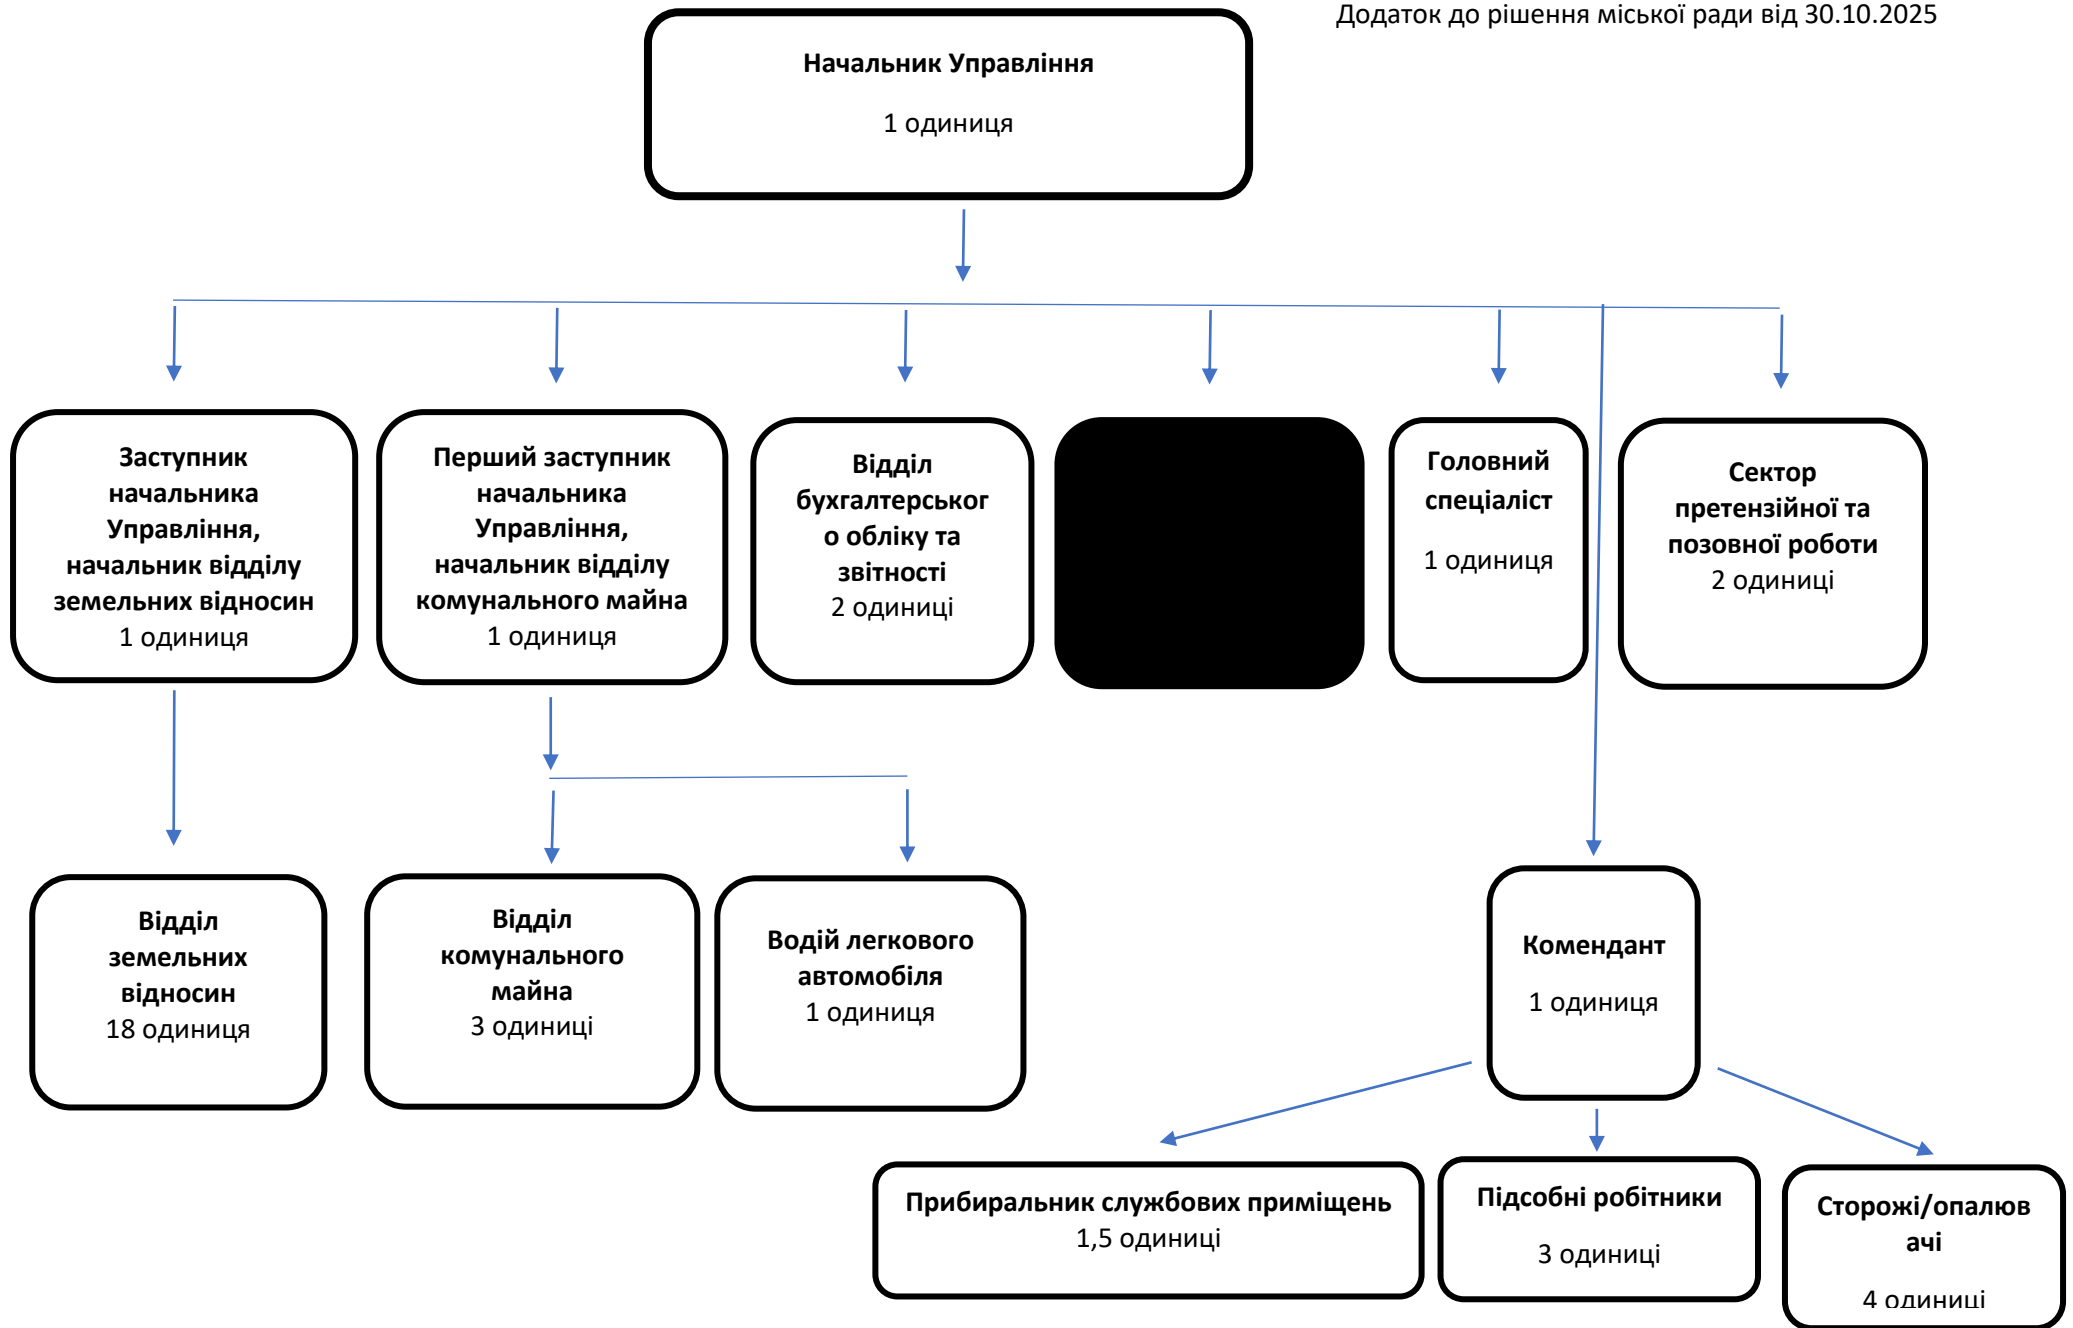 Додаток до рішення міської ради від 30.10.2025
Начальник Управління
1 одиниця
Заступник
начальника
Управління,
начальник відділу
земельних відносин
1 одиниця
Перший заступник
начальника
Управління,
начальник відділу
комунального майна
1 одиниця
Відділ
бухгалтерськог
о обліку та
звітності
2 одиниці
Головний
спеціаліст
1 одиниця
Сектор
претензійної та
позовної роботи
2 одиниці
Відділ
земельних
відносин
18 одиниця
Відділ
комунального
майна
3 одиниці
Водій легкового
автомобіля
1 одиниця
Комендант
1 одиниця
Прибиральник службових приміщень
1,5 одиниці
Підсобні робітники
3 одиниці
Сторожі/опалюв
ачі
4 одиниці